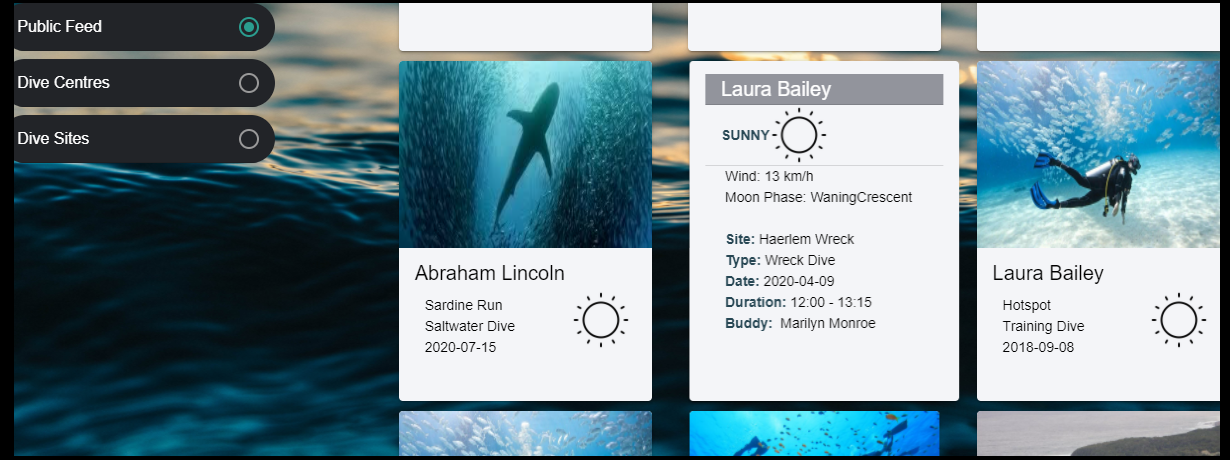 Public Feed
Dive Centres
Dive Sites
Abraham Lincoln
Sardine Run
Saltwater Dive
2020-07-15
Laura Bailey
SUNNY
Wind: 13 km/h
Moon Phase: WaningCrescent
Site: Haerlem Wreck
Type: Wreck Dive
Date: 2020-04-09
Duration: 12:00 - 13:15
Buddy: Marilyn Monroe
Laura Bailey
Hotspot
Training Dive
2018-09-08